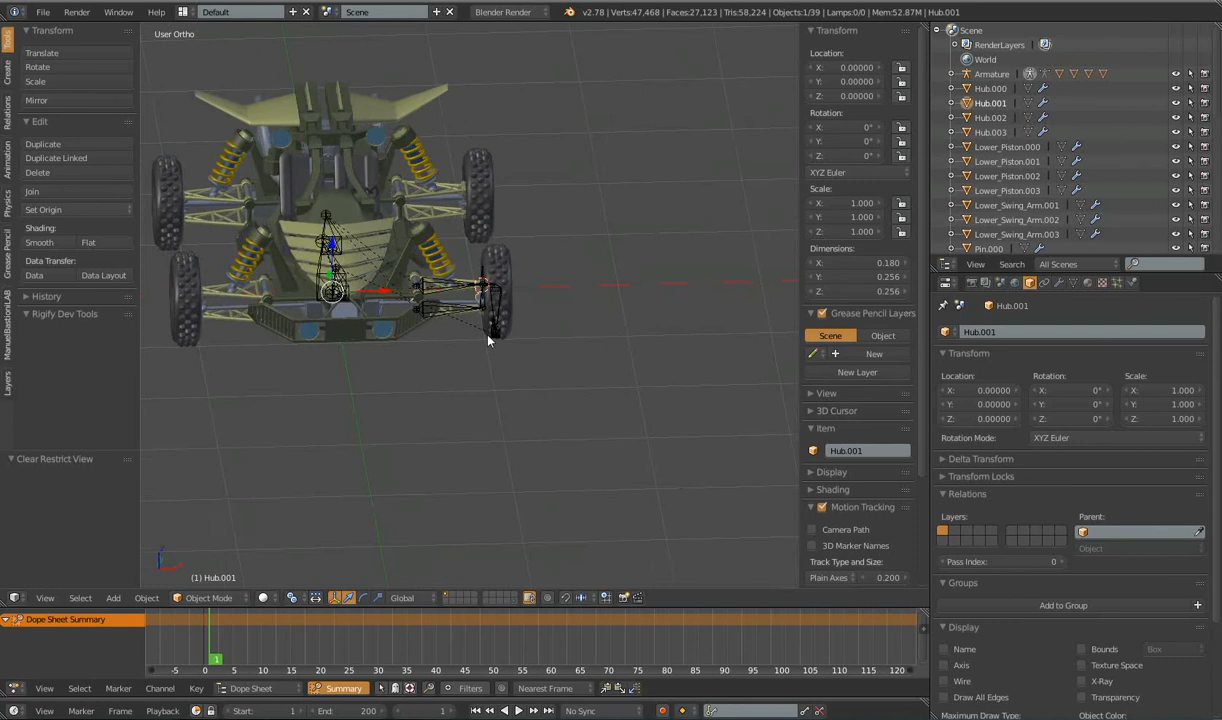 File Render Window Help Default Scene Blender Render v2.78 | Verts:47,468 | Faces:27,123 | Tris:58,224 | Objects:1/39 | Lamps:0/0 | Mem:52.87M | Hub.001
Tools
Create
Relations
Animation
Physics
Grease Pencil
ManuelBastioniLAB
Layers
Transform
Translate
Rotate
Scale
Mirror
Edit
Duplicate
Duplicate Linked
Delete
Join
Set Origin
Shading:
Smooth Flat
Data Transfer:
Data Data Layout
History
Rigify Dev Tools
Clear Restrict View
User Ortho
(1) Hub.001
View Select Add Object Object Mode Global
Transform
Location:
X: 0.00000
Y: 0.00000
Z: 0.00000
Rotation:
X: 0°
Y: 0°
Z: 0°
XYZ Euler
Scale:
X: 1.000
Y: 1.000
Z: 1.000
Dimensions:
X: 0.180
Y: 0.256
Z: 0.256
Grease Pencil Layers
Scene Object
New
New Layer
View
3D Cursor
Item
Hub.001
Display
Shading
Motion Tracking
Camera Path
3D Marker Names
Track Type and Size:
Plain Axes 0.200
Scene
RenderLayers
World
Armature
Hub.000
Hub.001
Hub.002
Hub.003
Lower_Piston.000
Lower_Piston.001
Lower_Piston.002
Lower_Piston.003
Lower_Swing_Arm.001
Lower_Swing_Arm.002
Lower_Swing_Arm.003
Pin.000
View Search All Scenes
Hub.001
Hub.001
Transform
Location: Rotation: Scale:
X: 0.00000 X: 0° X: 1.000
Y: 0.00000 Y: 0° Y: 1.000
Z: 0.00000 Z: 0° Z: 1.000
Rotation Mode: XYZ Euler
Delta Transform
Transform Locks
Relations
Layers: Parent:
Object
Pass Index: 0
Groups
Add to Group
Display
Name Bounds Box
Axis Texture Space
Wire X-Ray
Draw All Edges Transparency
Maximum Draw Type: Object Color:
Dope Sheet Summary
1
-5 0 5 10 15 20 25 30 35 40 45 50 55 60 65 70 75 80 85 90 95 100 105 110 115 120
View Select Marker Channel Key Dope Sheet Summary Filters Nearest Frame
View Marker Frame Playback Start: 1 End: 200 1 No Sync